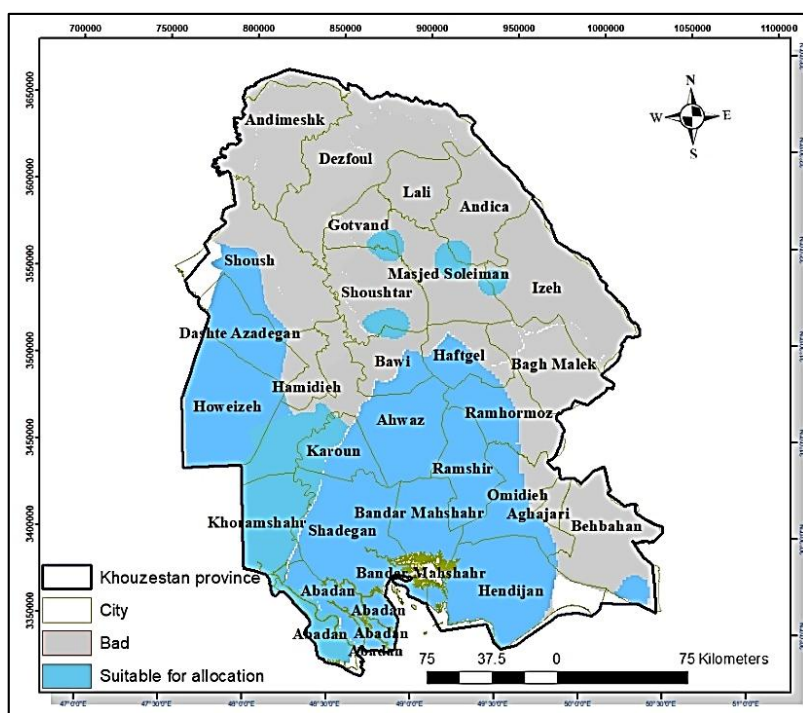 700000 750000 800000 850000 900000 950000 1000000 1050000 1100000
3650000
3600000
3550000
3500000
3450000
3400000
3350000
N
W E
S
Andimeshk
Dezfoul
Lali
Andica
Gotvand
Shoush
Masjed Soleiman
Shoushtar
Izeh
Dashte Azadegan
Bawi
Haftgel
Bagh Malek
Hamidieh
Howeizeh
Ahwaz
Ramhormoz
Karoun
Ramshir
Omidieh
Khoramshahr
Bandar Mahshahr
Aghajari
Shadegan
Behbahan
Bandar Mahshahr
Abadan
Hendijan
Abadan
Abadan
Abadan
Abadan
Khouzestan province
City
Bad
Suitable for allocation
75 37.5 0 75 Kilometers